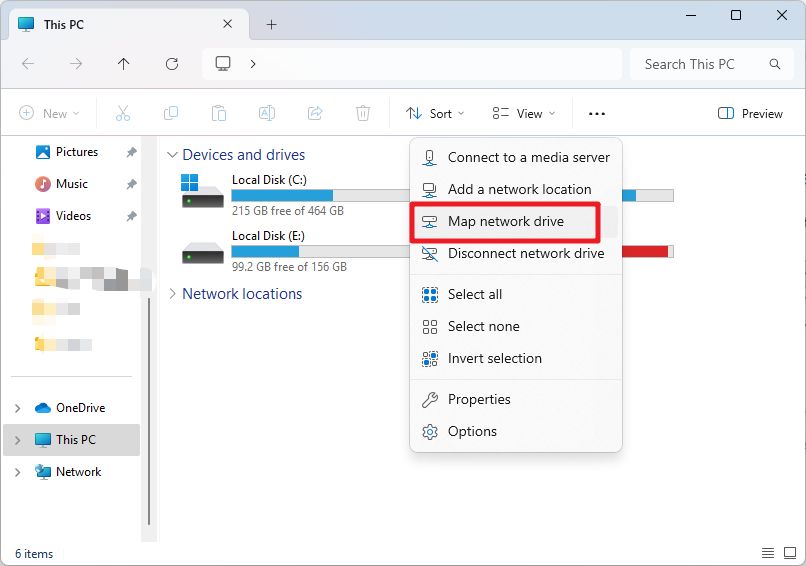 This PC
Search This PC
New
Sort
View
Preview
Pictures
Music
Videos
OneDrive
This PC
Network
Devices and drives
Local Disk (C:)
215 GB free of 464 GB
Local Disk (E:)
99.2 GB free of 156 GB
Network locations
Connect to a media server
Add a network location
Map network drive
Disconnect network drive
Select all
Select none
Invert selection
Properties
Options
6 items